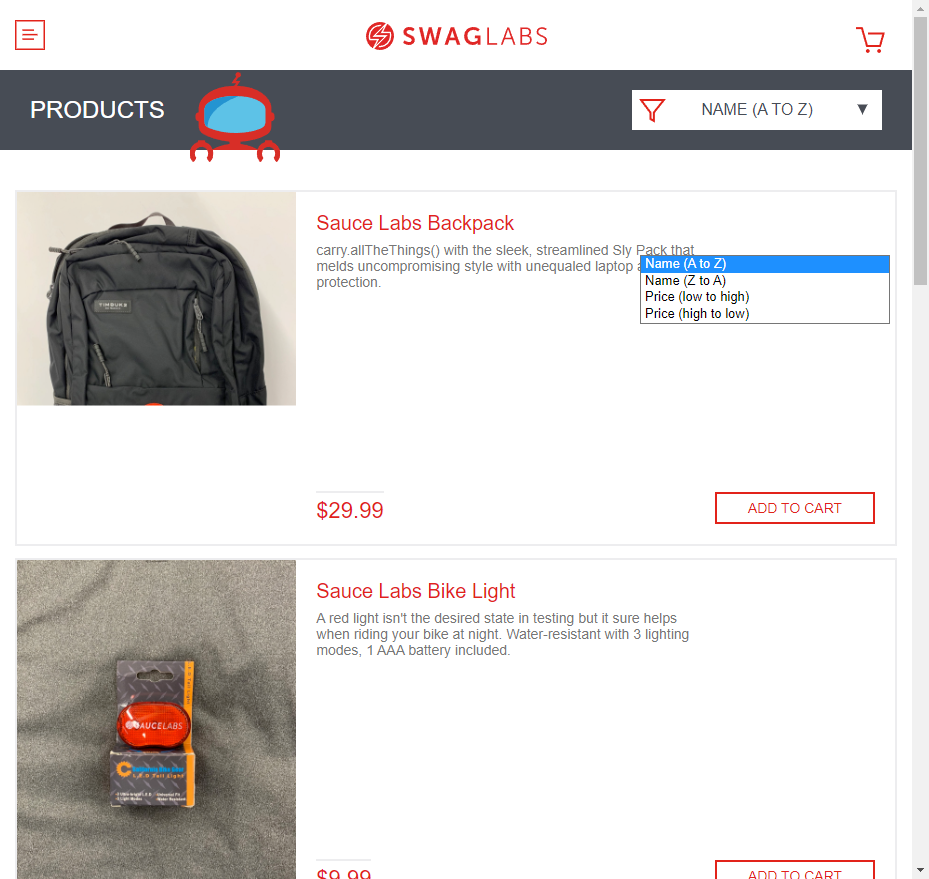 SWAGLABS
PRODUCTS
NAME (A TO Z)
Sauce Labs Backpack
carry.allTheThings() with the sleek, streamlined Sly Pack that
melds uncompromising style with unequaled laptop
protection.
Name (A to Z)
Name (Z to A)
Price (low to high)
Price (high to low)
TIMBUK2
$29.99
ADD TO CART
Sauce Labs Bike Light
A red light isn't the desired state in testing but it sure helps
when riding your bike at night. Water-resistant with 3 lighting
modes, 1 AAA battery included.
SAUCELABS
L.E.D Tail Light
$9.99
ADD TO CART